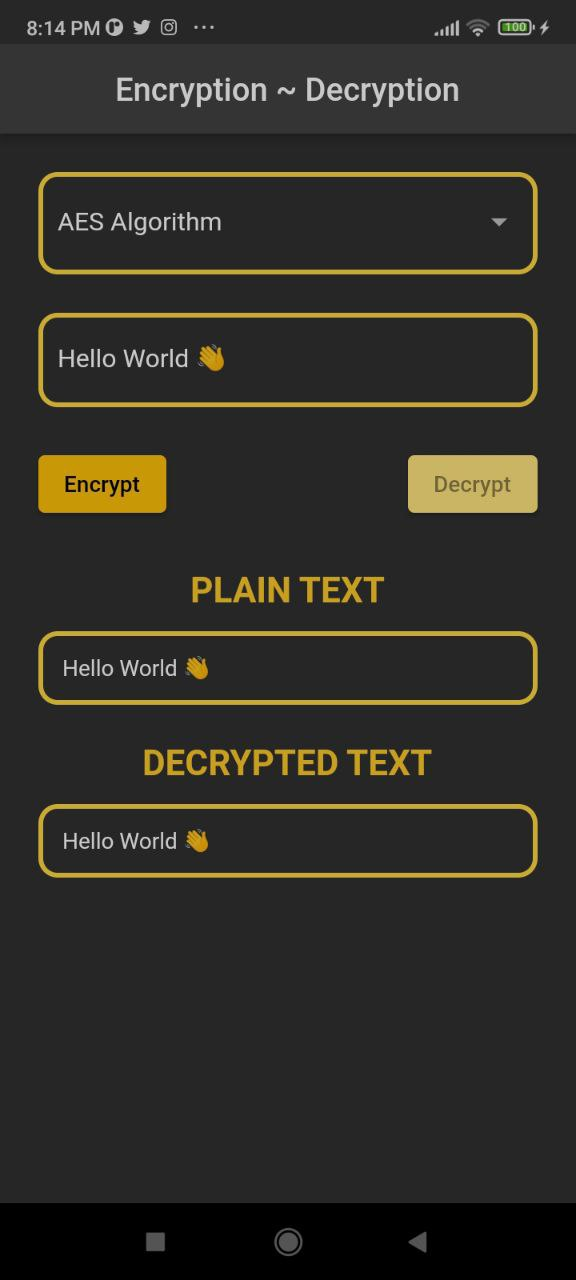 8:14 PM
100
Encryption ~ Decryption
AES Algorithm
Hello World 👋
Encrypt
Decrypt
PLAIN TEXT
Hello World 👋
DECRYPTED TEXT
Hello World 👋